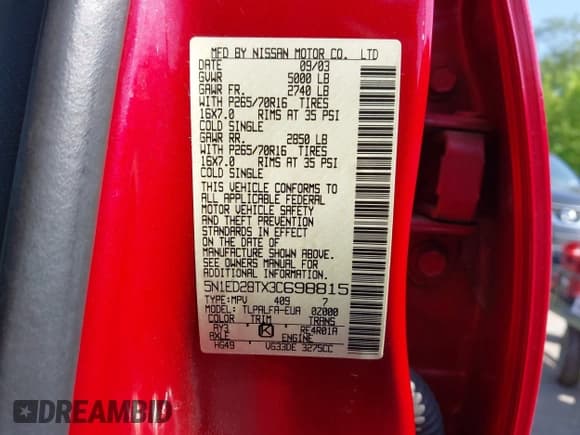 MFD BY NISSAN MOTOR CO. LTD
DATE 09/03
GVWR 5000 LB
GAWR FR. 2740 LB
WITH P265/70R16 TIRES
16X7.0 RIMS AT 35 PSI
COLD SINGLE
GAWR RR. 2850 LB
WITH P265/70R16 TIRES
16X7.0 RIMS AT 35 PSI
COLD SINGLE
THIS VEHICLE CONFORMS TO
ALL APPLICABLE FEDERAL
MOTOR VEHICLE SAFETY
AND THEFT PREVENTION
STANDARDS IN EFFECT
ON THE DATE OF
MANUFACTURE SHOWN ABOVE.
SEE OWNERS MANUAL FOR
ADDITIONAL INFORMATION.
5N1ED28TX3C698815
TYPE:MPV 409 7
MODEL: TLPALFA-EUA 02000
COLOR TRIM TRANS
AY3 K RE4R01A
AXLE ENGINE
HG49 VG33DE 3275CC
DREAMBID